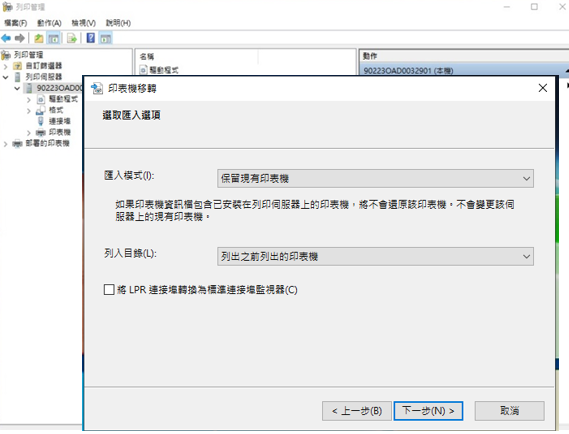 列印管理
檔案(F) 動作(A) 檢視(V) 說明(H)
列印管理
自訂篩選器
列印伺服器
90223OAD00
驅動程式
格式
連接埠
印表機
部署的印表機
名稱
驅動程式
動作
90223OAD0032901 (本機)
印表機移轉
選取匯入選項
匯入模式(I):
保留現有印表機
如果印表機資訊檔包含已安裝在列印伺服器上的印表機，將不會還原該印表機。不會變更該伺
服器上的現有印表機。
列入目錄(L):
列出之前列出的印表機
將 LPR 連接埠轉換為標準連接埠監視器(C)
< 上一步(B)
下一步(N) >
取消